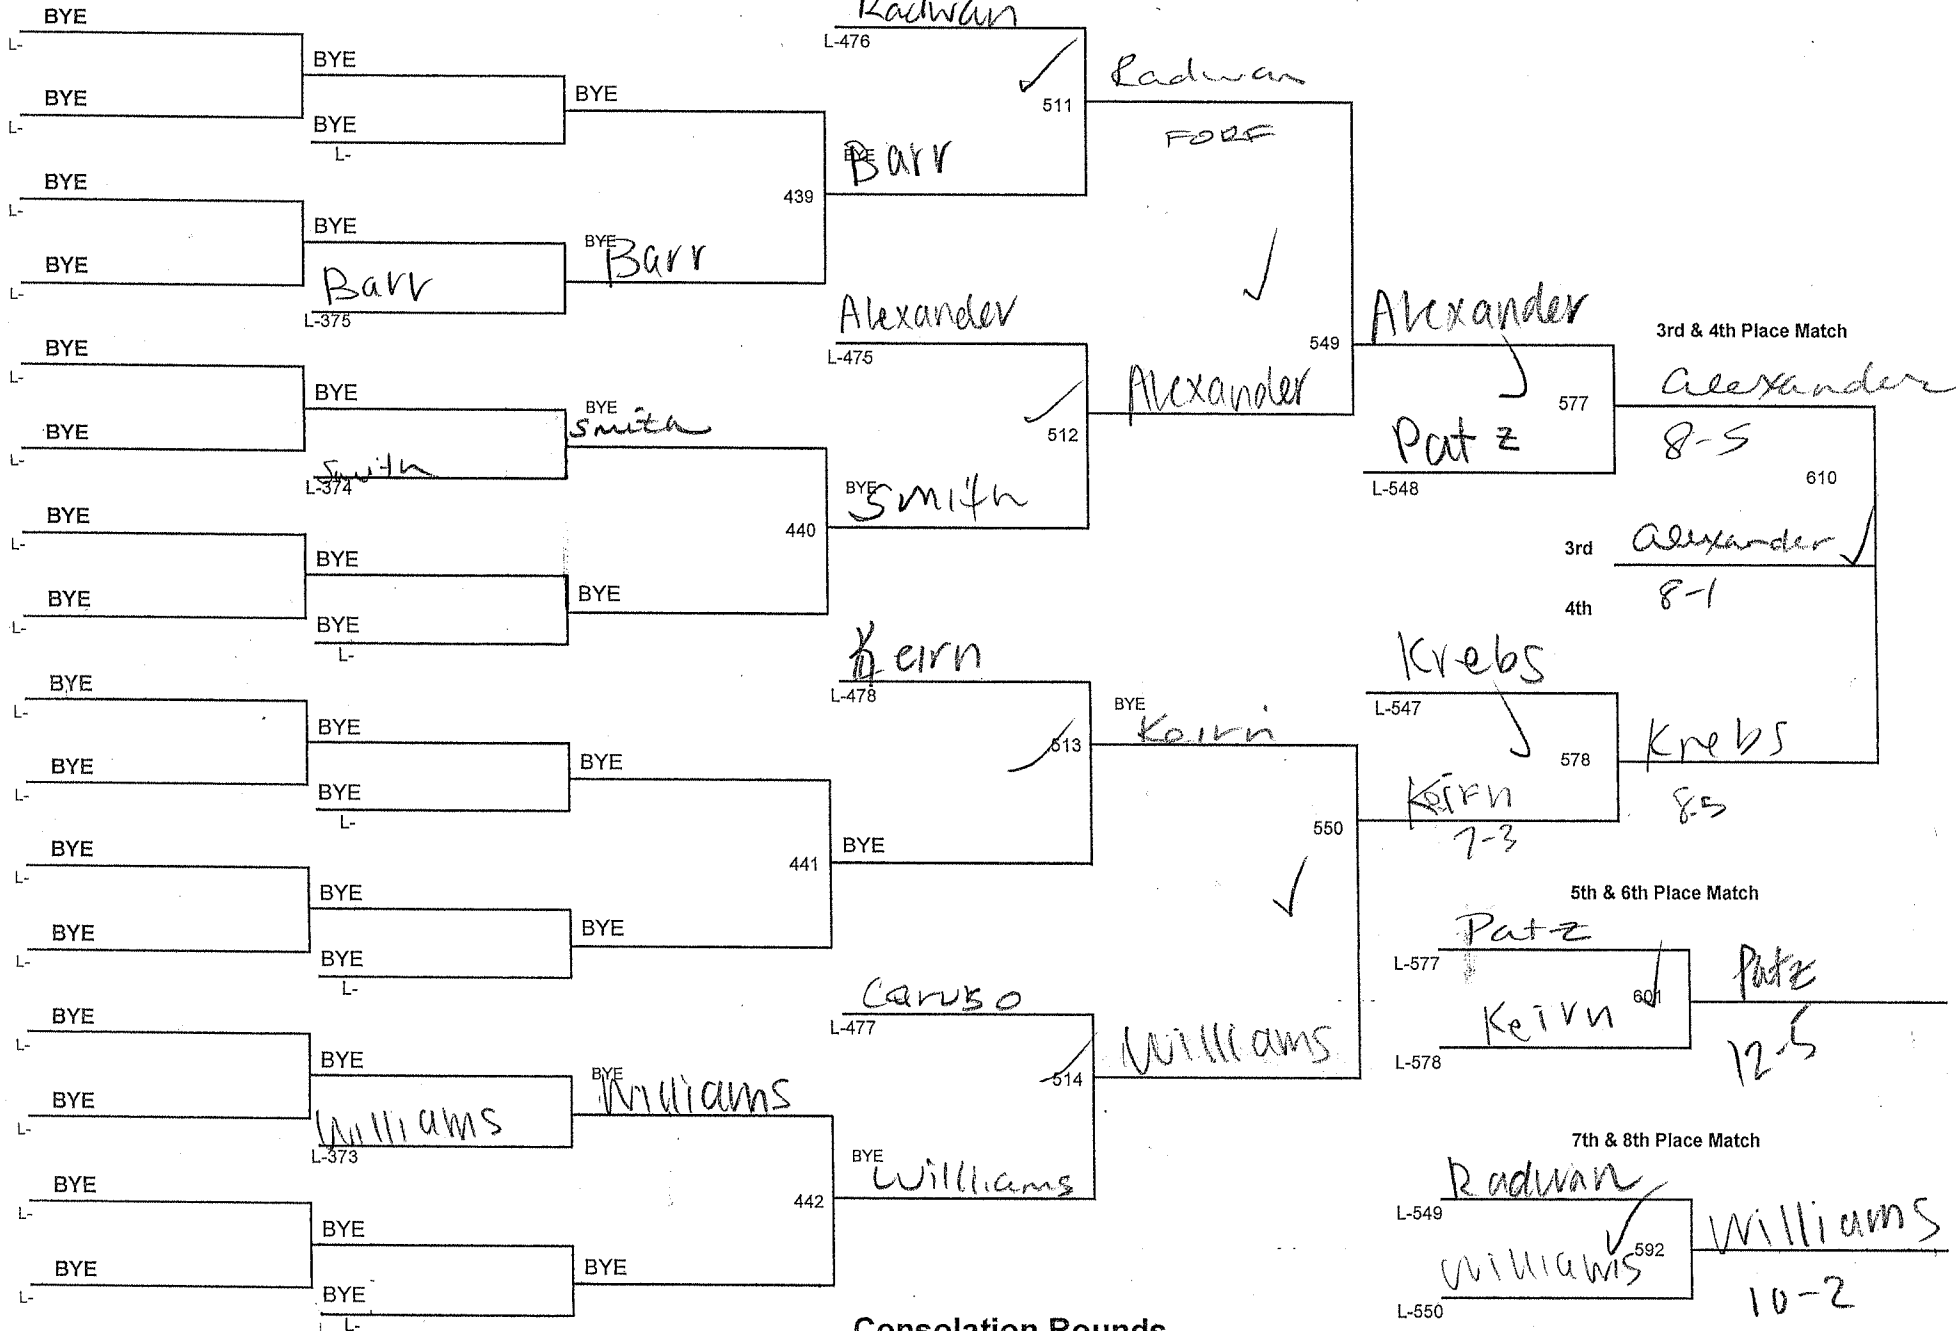 BYE
L-
BYE
L-
BYE
L-
BYE
L-
BYE
L-
BYE
L-
BYE
L-
BYE
L-
BYE
L-
BYE
L-
BYE
L-
BYE
L-
BYE
L-
BYE
L-
BYE
L-
BYE
L-
BYE
BYE
L-
BYE
Barr
L-375
BYE
Smith
L-374
BYE
BYE
L-
BYE
BYE
L-
BYE
BYE
L-
BYE
Williams
L-373
BYE
BYE
L-
BYE
439
BYE Barr
BYE
Smith
440
BYE
BYE
441
BYE
BYE Williams
442
BYE
Radwan
L-476
511
BYE Barr
Alexander
L-475
512
BYE Smith
Keirn
L-478
513
BYE
Caruso
L-477
514
BYE Williams
Radwan
FORF
549
Alexander
BYE
Keirn
550
Williams
Alexander
577
Patz
L-548
Krebs
L-547
578
Keirn
7-3
3rd & 4th Place Match
Alexander
8-5
610
3rd Alexander
8-1
4th
Krebs
8-5
5th & 6th Place Match
Patz
L-577
601
Keirn
L-578
Patz
12-5
7th & 8th Place Match
Radwan
L-549
592
Williams
L-550
Williams
10-2
Consolation Rounds